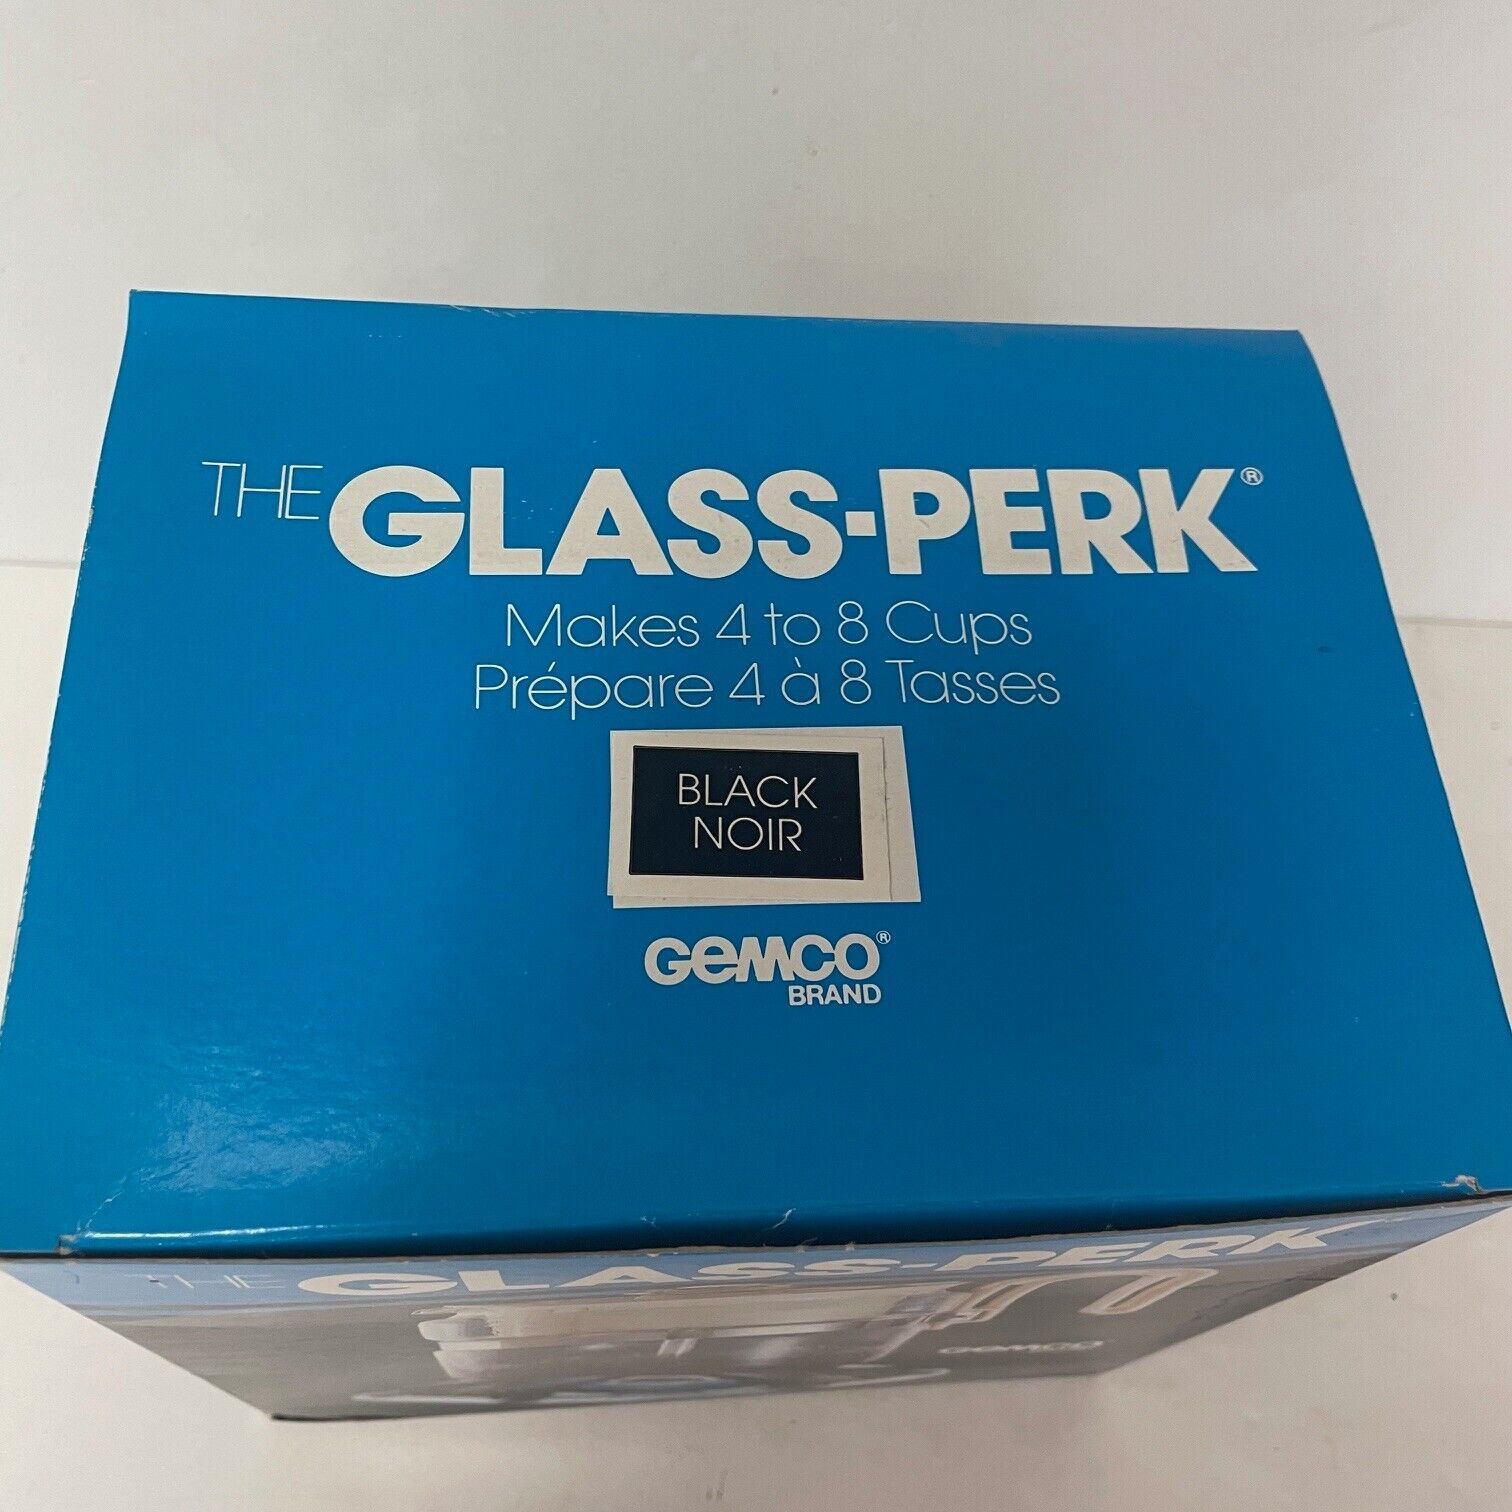 THE GLASS-PERK®
Makes 4 to 8 Cups
Prépare 4 à 8 Tasses
BLACK
NOIR
GEMCO®
BRAND
THE GLASS-PERK
GEMCO